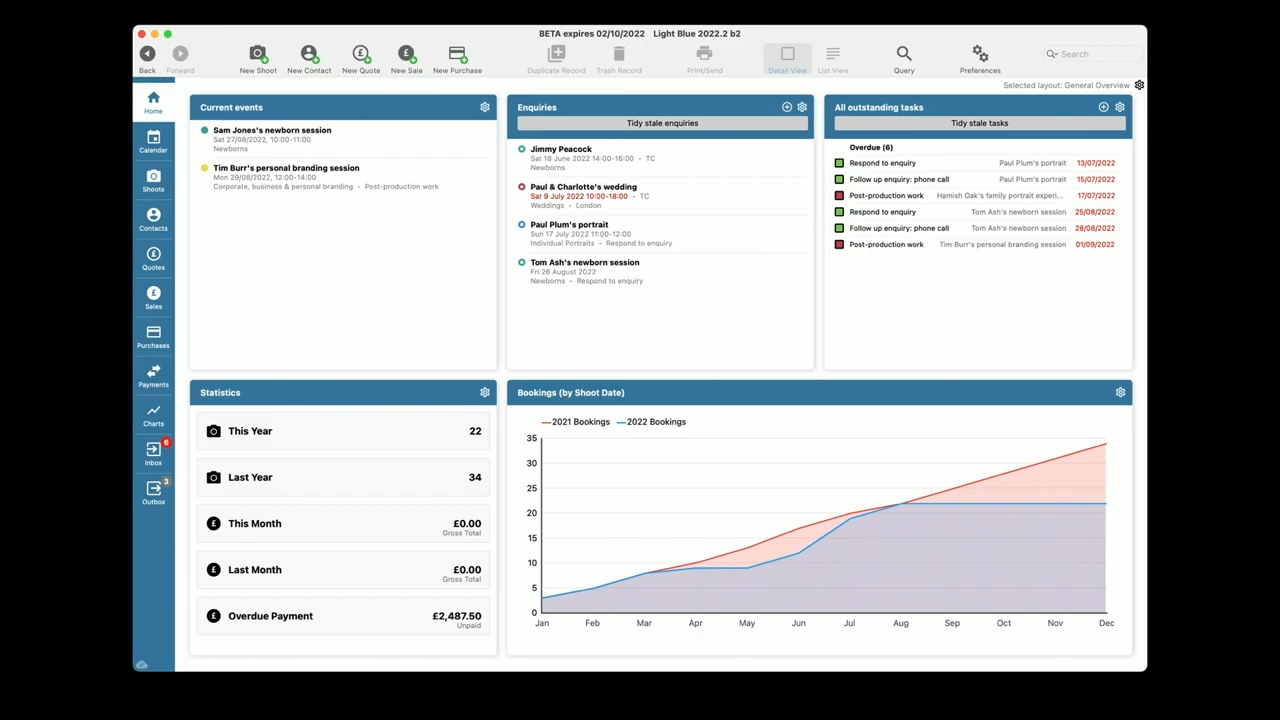 BETA expires 02/10/2022 Light Blue 2022.2 b2
Back
Forward
New Shoot
New Contact
New Quote
New Sale
New Purchase
Duplicate Record
Trash Record
Print/Send
Detail View
List View
Query
Preferences
Search
Selected layout: General Overview
Home
Calendar
Shoots
Contacts
Quotes
Sales
Purchases
Payments
Charts
6
Inbox
3
Outbox
Current events
Sam Jones's newborn session
Sat 27/08/2022, 10:00-11:00
Newborns
Tim Burr's personal branding session
Mon 29/08/2022, 12:00-14:00
Corporate, business & personal branding • Post-production work
Enquiries
Tidy stale enquiries
Jimmy Peacock
Sat 18 June 2022 14:00-16:00 • TC
Newborns
Paul & Charlotte's wedding
Sat 9 July 2022 10:00-18:00 • TC
Weddings • London
Paul Plum's portrait
Sun 17 July 2022 11:00-12:00
Individual Portraits • Respond to enquiry
Tom Ash's newborn session
Fri 26 August 2022
Newborns • Respond to enquiry
All outstanding tasks
Tidy stale tasks
Overdue (6)
Respond to enquiry Paul Plum's portrait 13/07/2022
Follow up enquiry: phone call Paul Plum's portrait 15/07/2022
Post-production work Hamish Oak's family portrait experi... 17/07/2022
Respond to enquiry Tom Ash's newborn session 25/08/2022
Follow up enquiry: phone call Tom Ash's newborn session 28/08/2022
Post-production work Tim Burr's personal branding session 01/09/2022
Statistics
This Year 22
Last Year 34
This Month £0.00
Gross Total
Last Month £0.00
Gross Total
Overdue Payment £2,487.50
Unpaid
Bookings (by Shoot Date)
2021 Bookings 2022 Bookings
35
30
25
20
15
10
5
0
Jan Feb Mar Apr May Jun Jul Aug Sep Oct Nov Dec